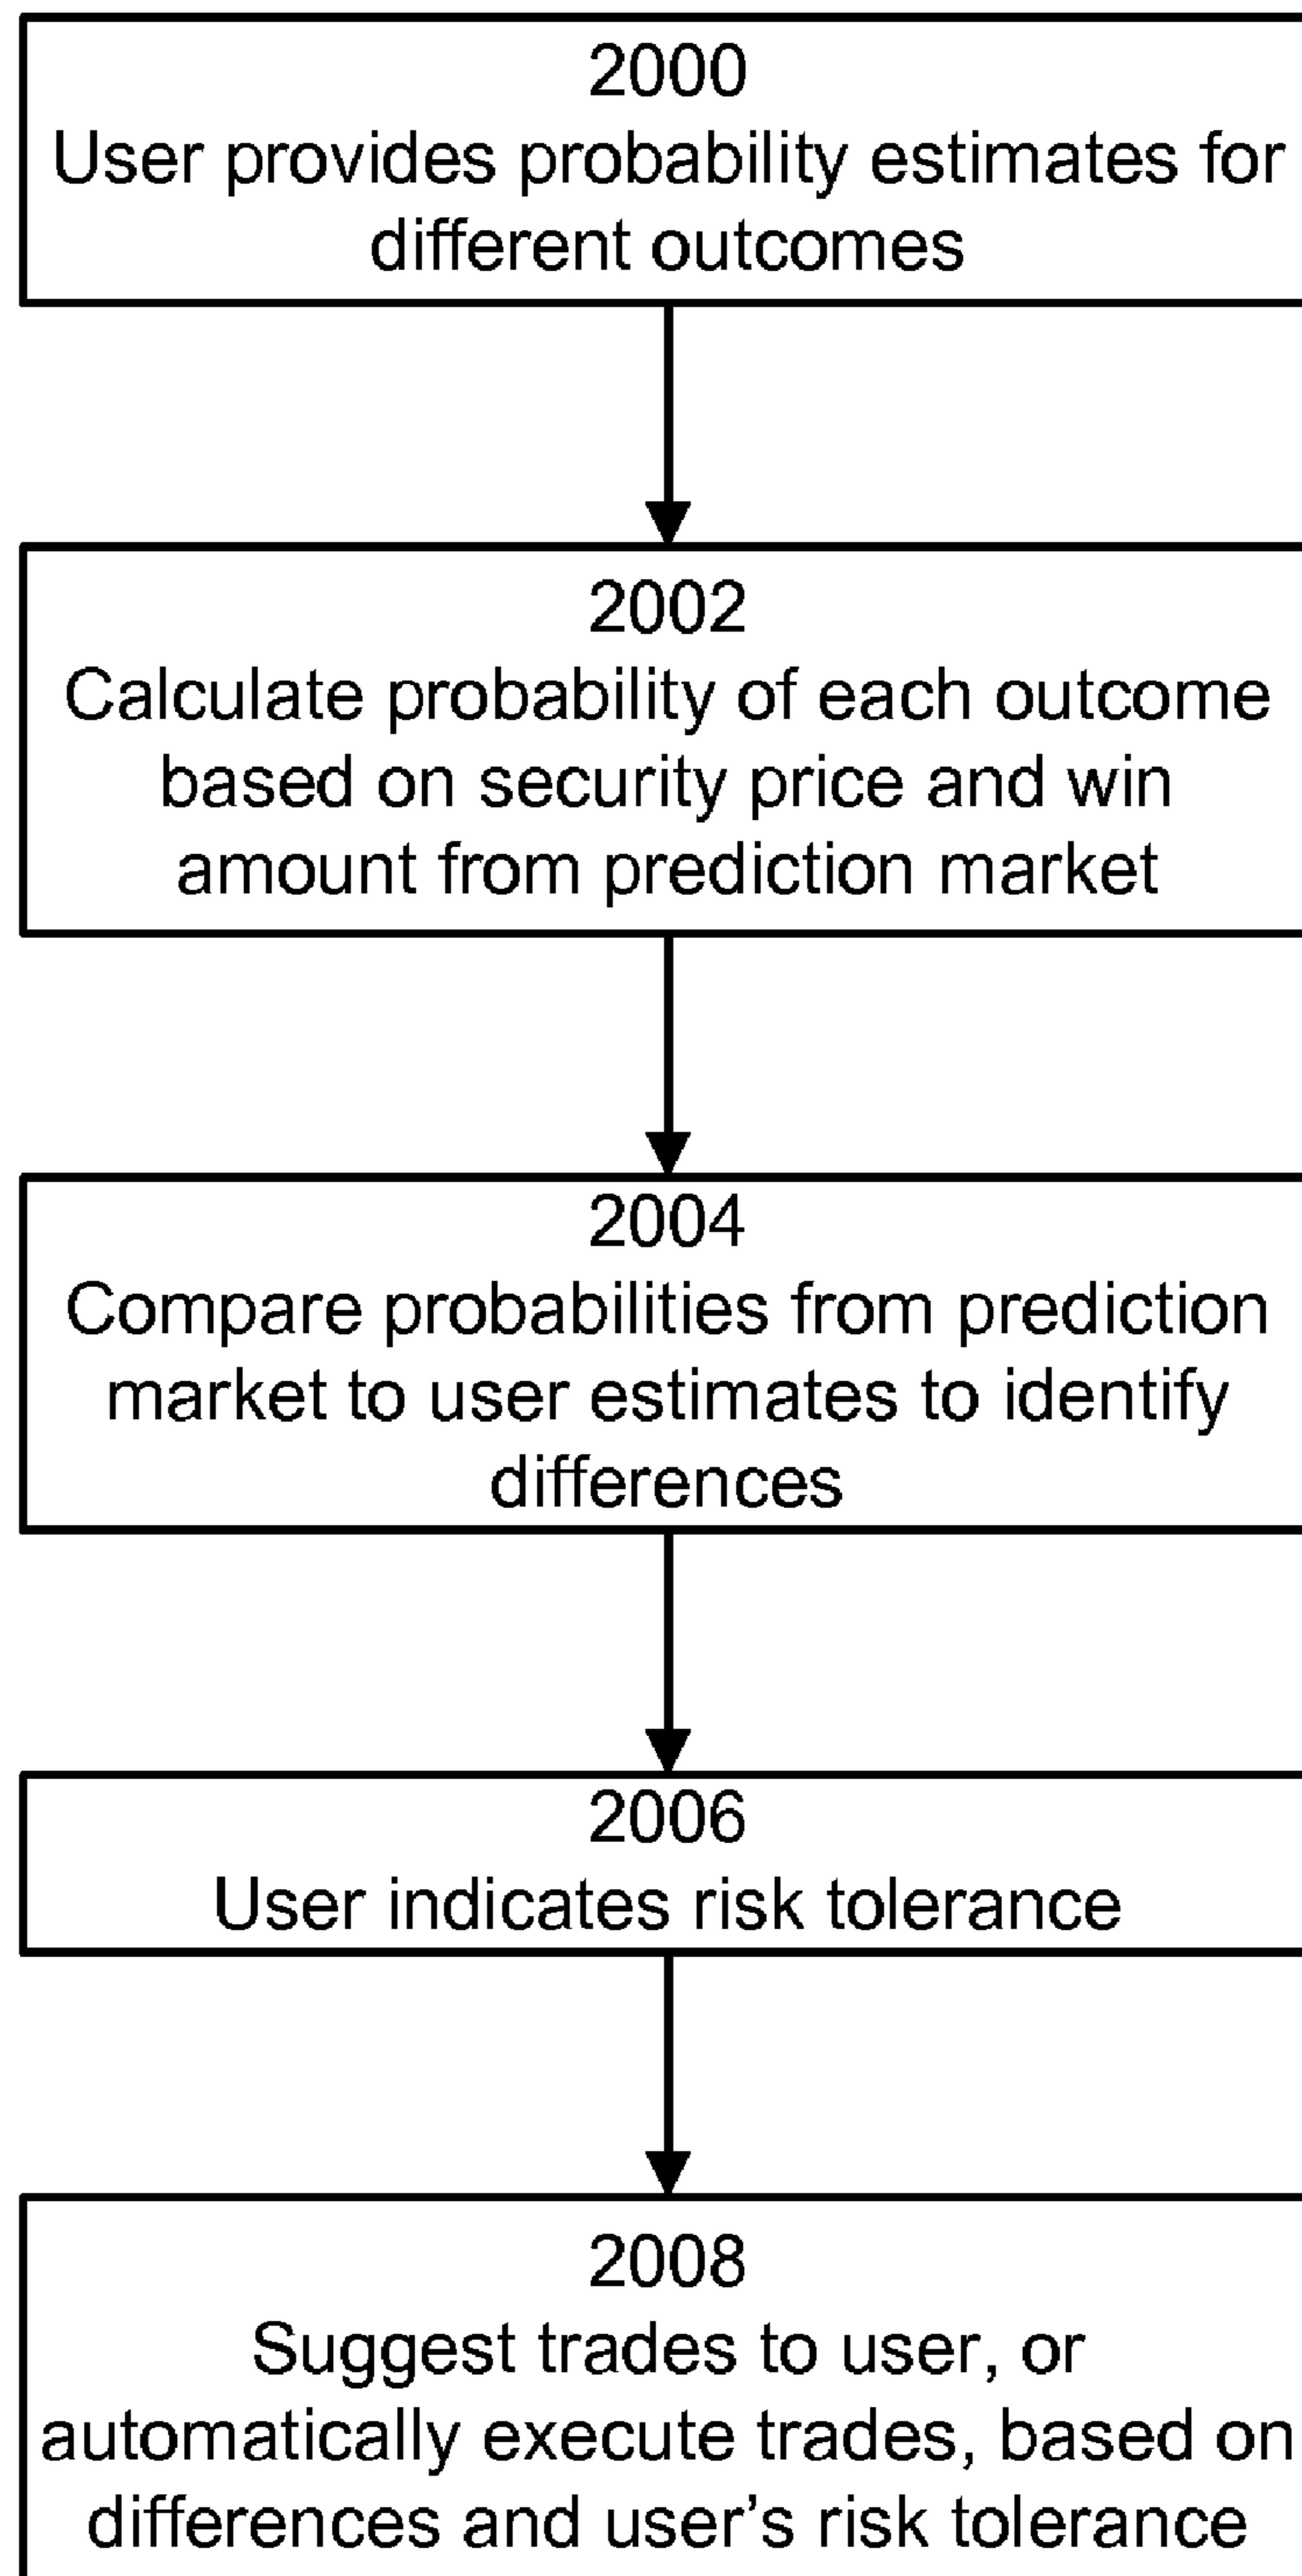 2000
User provides probability estimates for
different outcomes
2002
Calculate probability of each outcome
based on security price and win
amount from prediction market
2004
Compare probabilities from prediction
market to user estimates to identify
differences
2006
User indicates risk tolerance
2008
Suggest trades to user, or
automatically execute trades, based on
differences and user’s risk tolerance